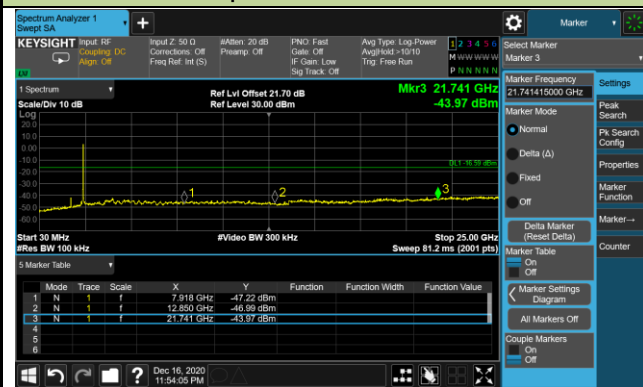 Spectrum Analyzer 1
Swept SA
Marker
KEYSIGHT
Input: RF
Coupling: DC
Align: Off
Input Z: 50 Ω
Corrections: Off
Freq Ref: Int (S)
#Atten: 20 dB
Preamp: Off
PNO: Fast
Gate: Off
IF Gain: Low
Sig Track: Off
Avg Type: Log-Power
Avg|Hold:>10/10
Trig: Free Run
1 2 3 4 5 6
M W W W W W
P N N N N N
Select Marker
Marker 3
1 Spectrum
Scale/Div 10 dB
Log
Ref Lvl Offset 21.70 dB
Ref Level 30.00 dBm
Mkr3 21.741 GHz
-43.97 dBm
20.0
10.0
0.00
-10.0
-20.0
-30.0
-40.0
-50.0
-60.0
DL1 -16.59 dBm
1
2
3
Start 30 MHz
#Res BW 100 kHz
#Video BW 300 kHz
Stop 25.00 GHz
Sweep 81.2 ms (2001 pts)
Marker Frequency
21.741415000 GHz
Marker Mode
Normal
Delta (Δ)
Fixed
Off
Delta Marker
(Reset Delta)
Marker Table
On
Off
Marker Settings
Diagram
All Markers Off
Couple Markers
On
Off
Settings
Peak
Search
Pk Search
Config
Properties
Marker
Function
Marker→
Counter
5 Marker Table
Mode Trace Scale X Y Function Function Width Function Value
1 N 1 f 7.918 GHz -47.22 dBm
2 N 1 f 12.850 GHz -46.99 dBm
3 N 1 f 21.741 GHz -43.97 dBm
4
5
6
?
Dec 16, 2020
11:54:05 PM